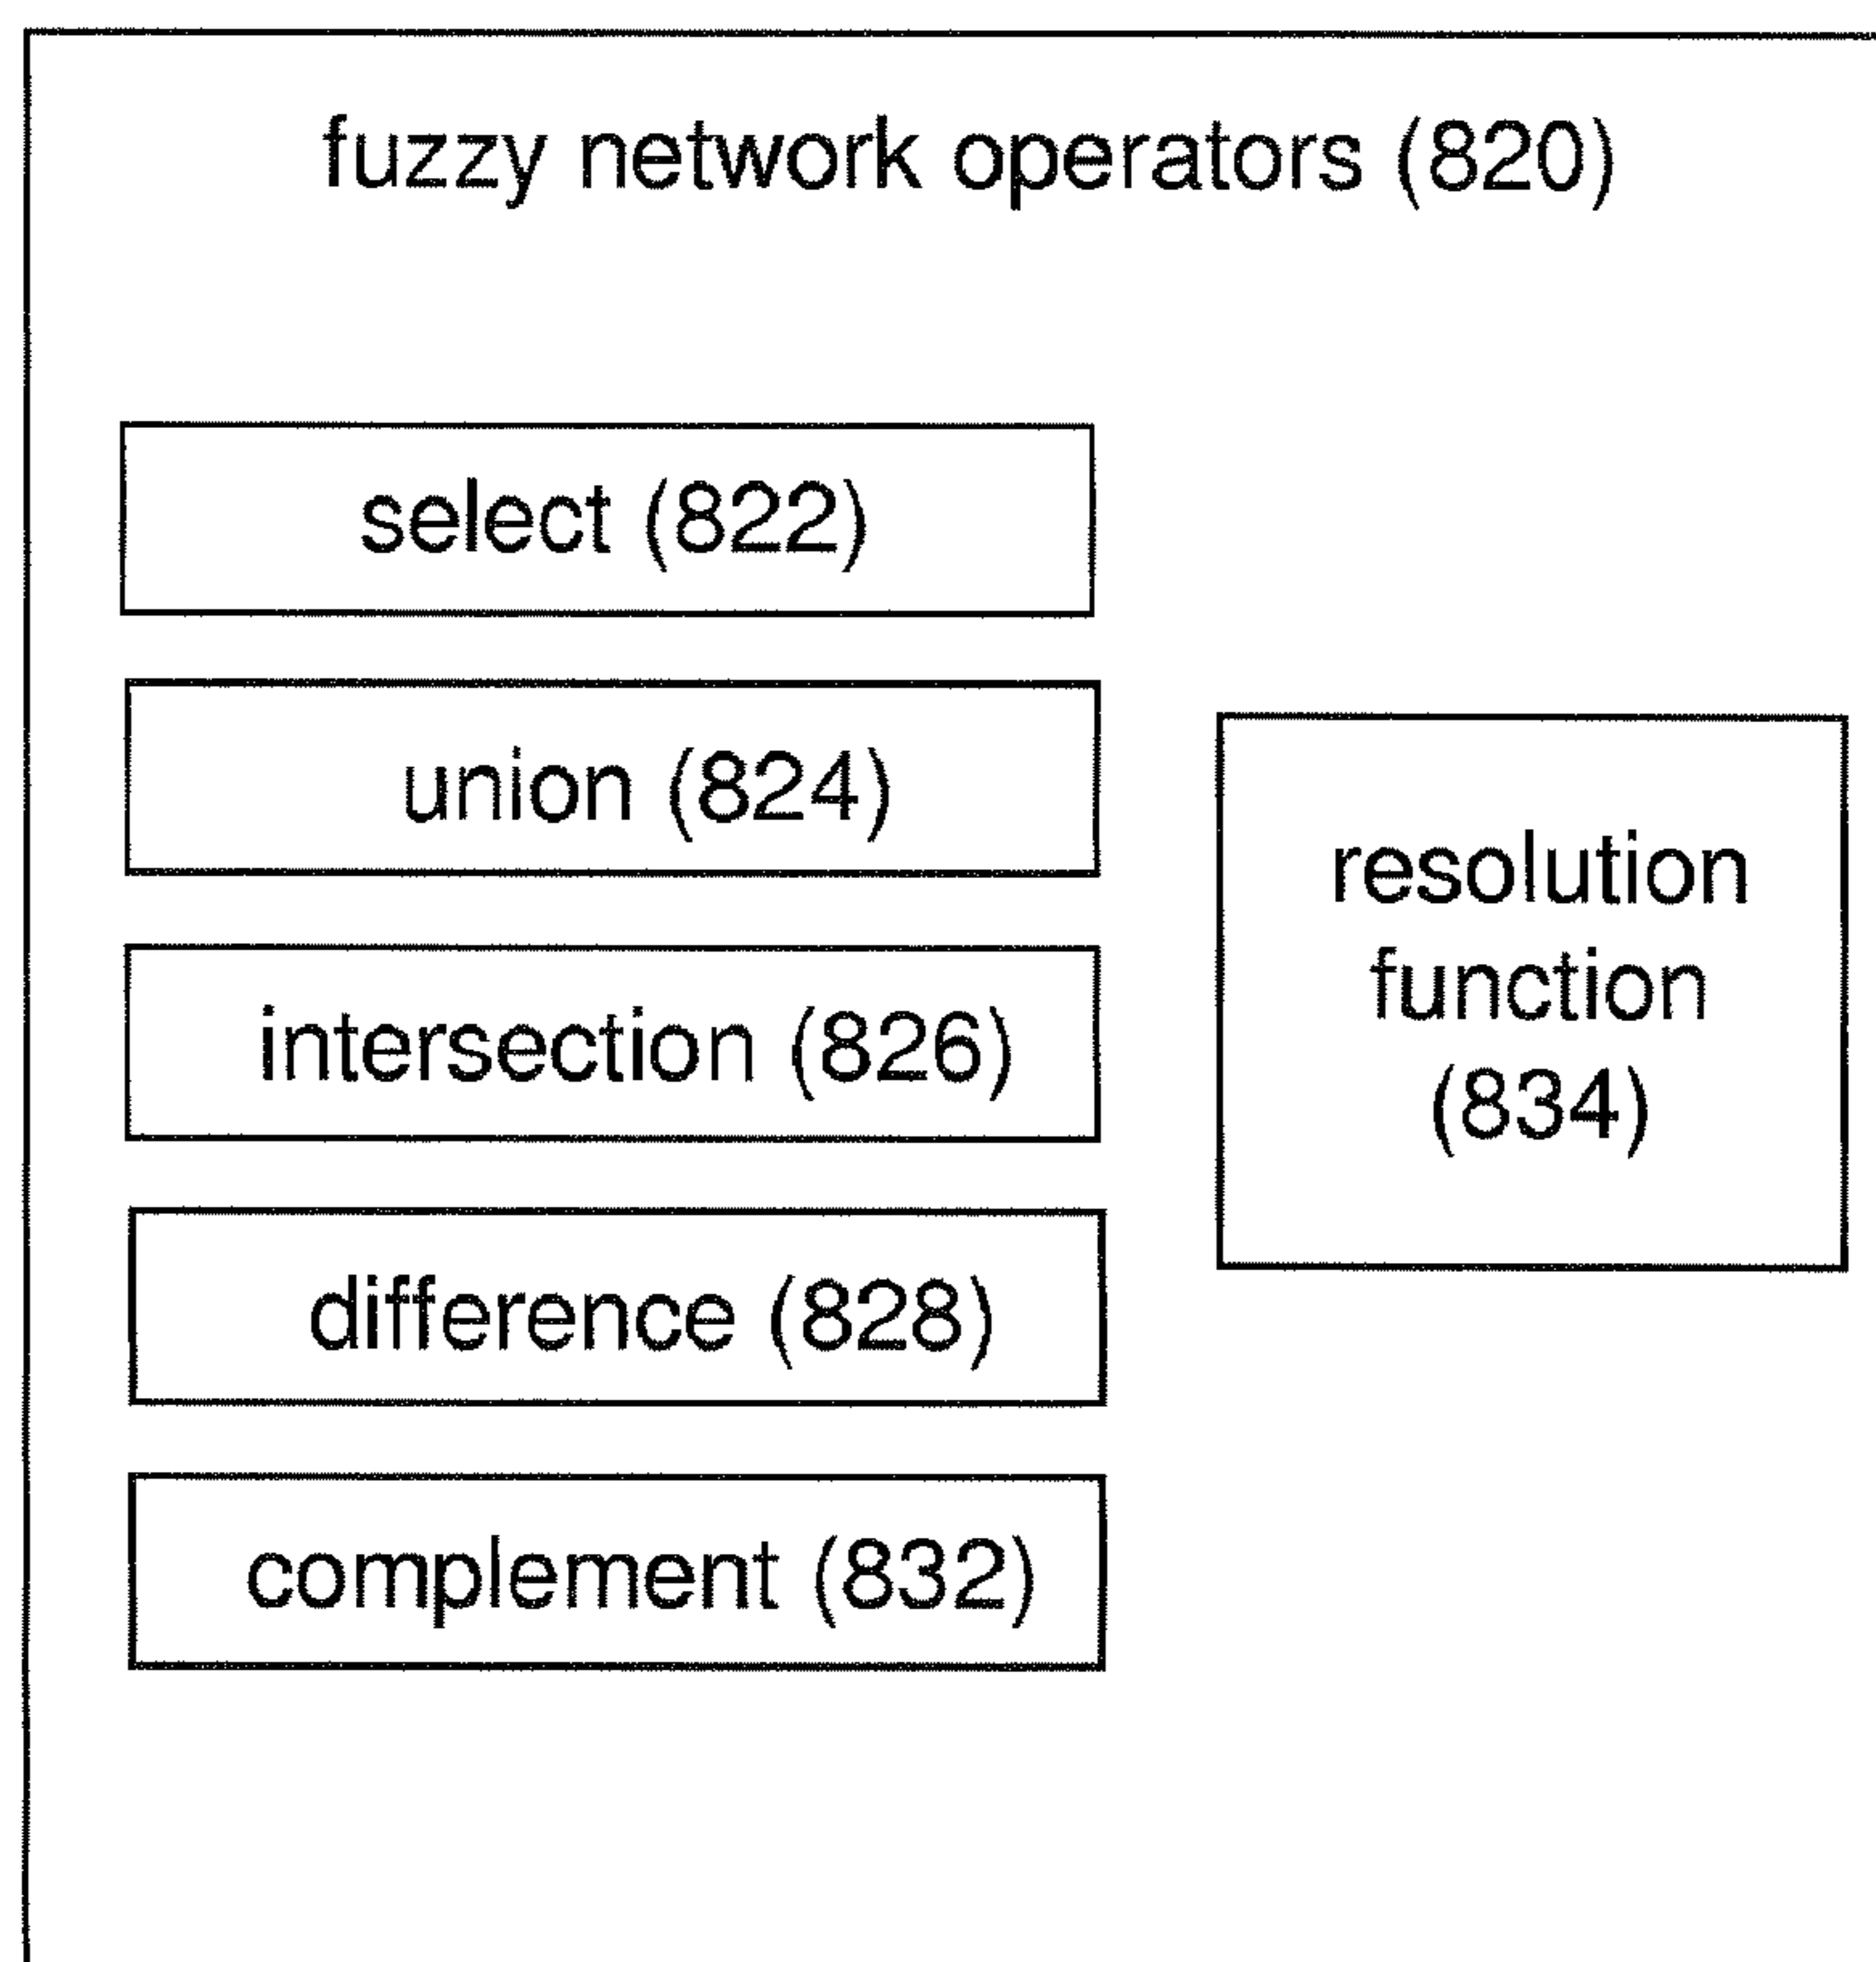 fuzzy network operators (820)
select (822)
union (824)
intersection (826)
difference (828)
complement (832)
resolution
function
(834)